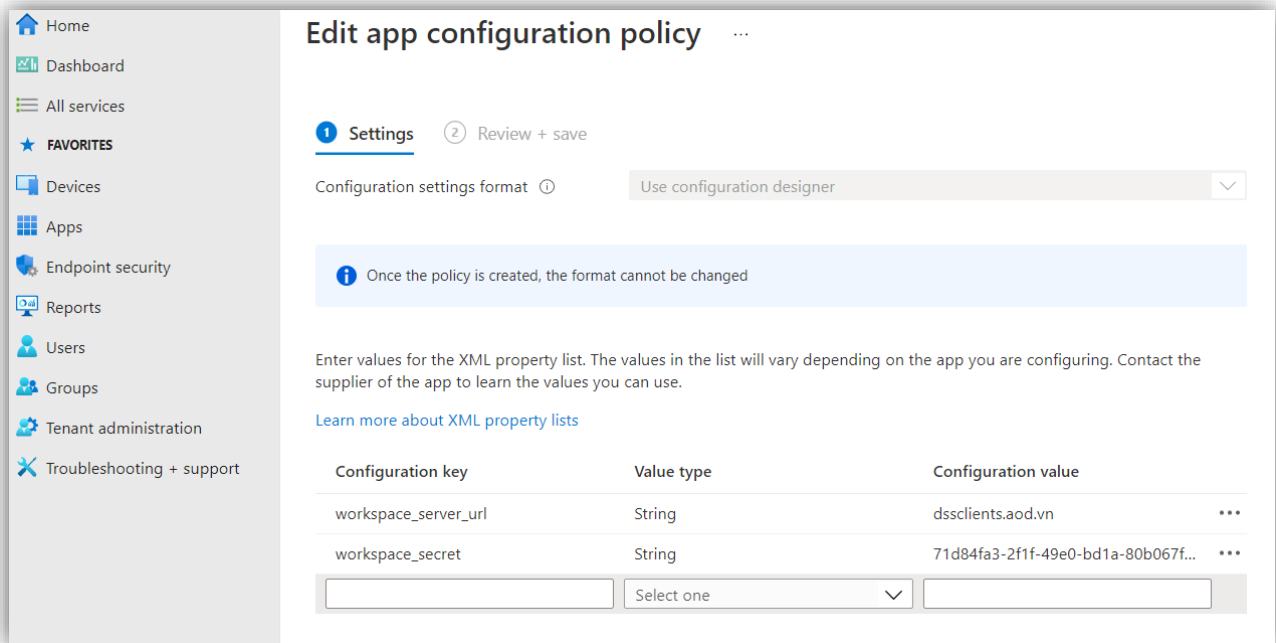 Home
Dashboard
All services
FAVORITES
Devices
Apps
Endpoint security
Reports
Users
Groups
Tenant administration
Troubleshooting + support
Edit app configuration policy ...
1 Settings 2 Review + save
Configuration settings format Use configuration designer
Once the policy is created, the format cannot be changed
Enter values for the XML property list. The values in the list will vary depending on the app you are configuring. Contact the
supplier of the app to learn the values you can use.
Learn more about XML property lists
Configuration key Value type Configuration value
workspace_server_url String dssclients.aod.vn
workspace_secret String 71d84fa3-2f1f-49e0-bd1a-80b067f...
Select one